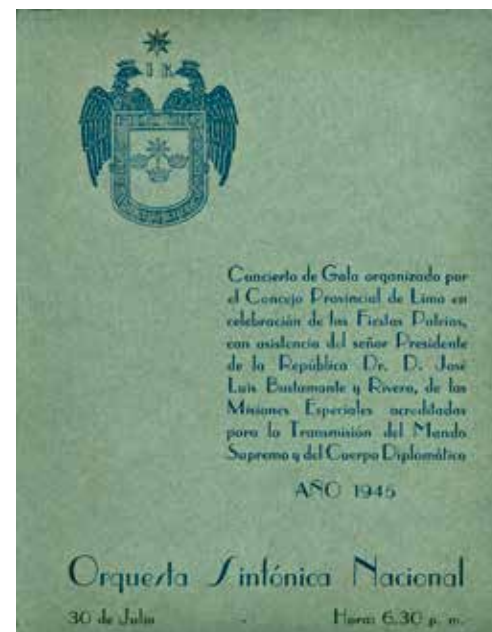 I K
Concierto de Gala organizado por
el Concejo Provincial de Lima en
celebración de las Fiestas Patrias,
con asistencia del señor Presidente
de la República Dr. D. José
Luis Bustamante y Rivero, de las
Misiones Especiales acreditadas
para la Transmisión del Mando
Supremo y del Cuerpo Diplomático
AÑO 1945
Orquesta Sinfónica Nacional
30 de Julio
Hora: 6.30 p. m.